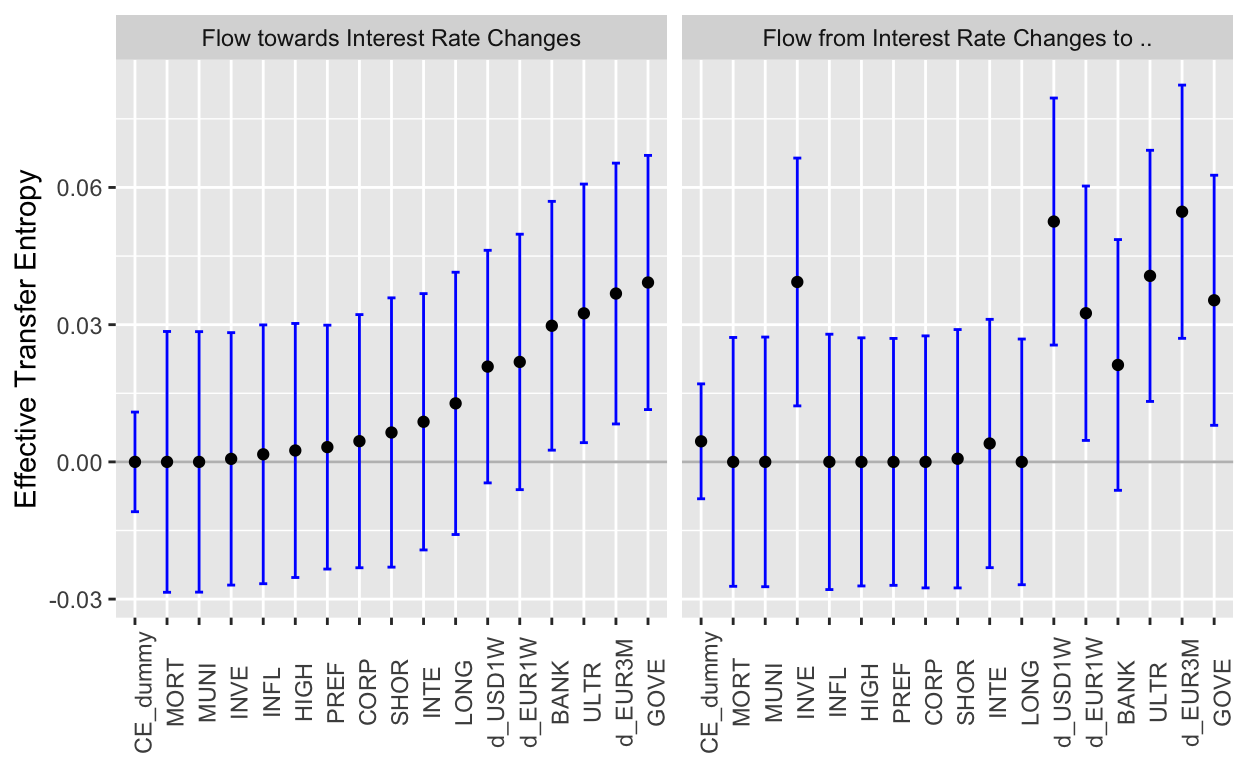 Flow towards Interest Rate Changes
Flow from Interest Rate Changes to ..
Effective Transfer Entropy
0.06
0.03
0.00
-0.03
CE_dummy
MORT
MUNI
INVE
INFL
HIGH
PREF
CORP
SHOR
INTE
LONG
d_USD1W
d_EUR1W
BANK
ULTR
d_EUR3M
GOVE
CE_dummy
MORT
MUNI
INVE
INFL
HIGH
PREF
CORP
SHOR
INTE
LONG
d_USD1W
d_EUR1W
BANK
ULTR
d_EUR3M
GOVE